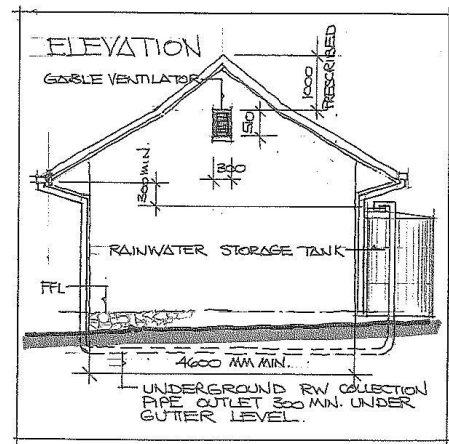 ELEVATION
GABLE VENTILATOR
1000
PRESCRIBED
510
300
300 MIN.
RAINWATER STORAGE TANK
FFL
4600 MM MIN.
UNDERGROUND RW COLLECTION
PIPE OUTLET 300 MIN. UNDER
GUTTER LEVEL.